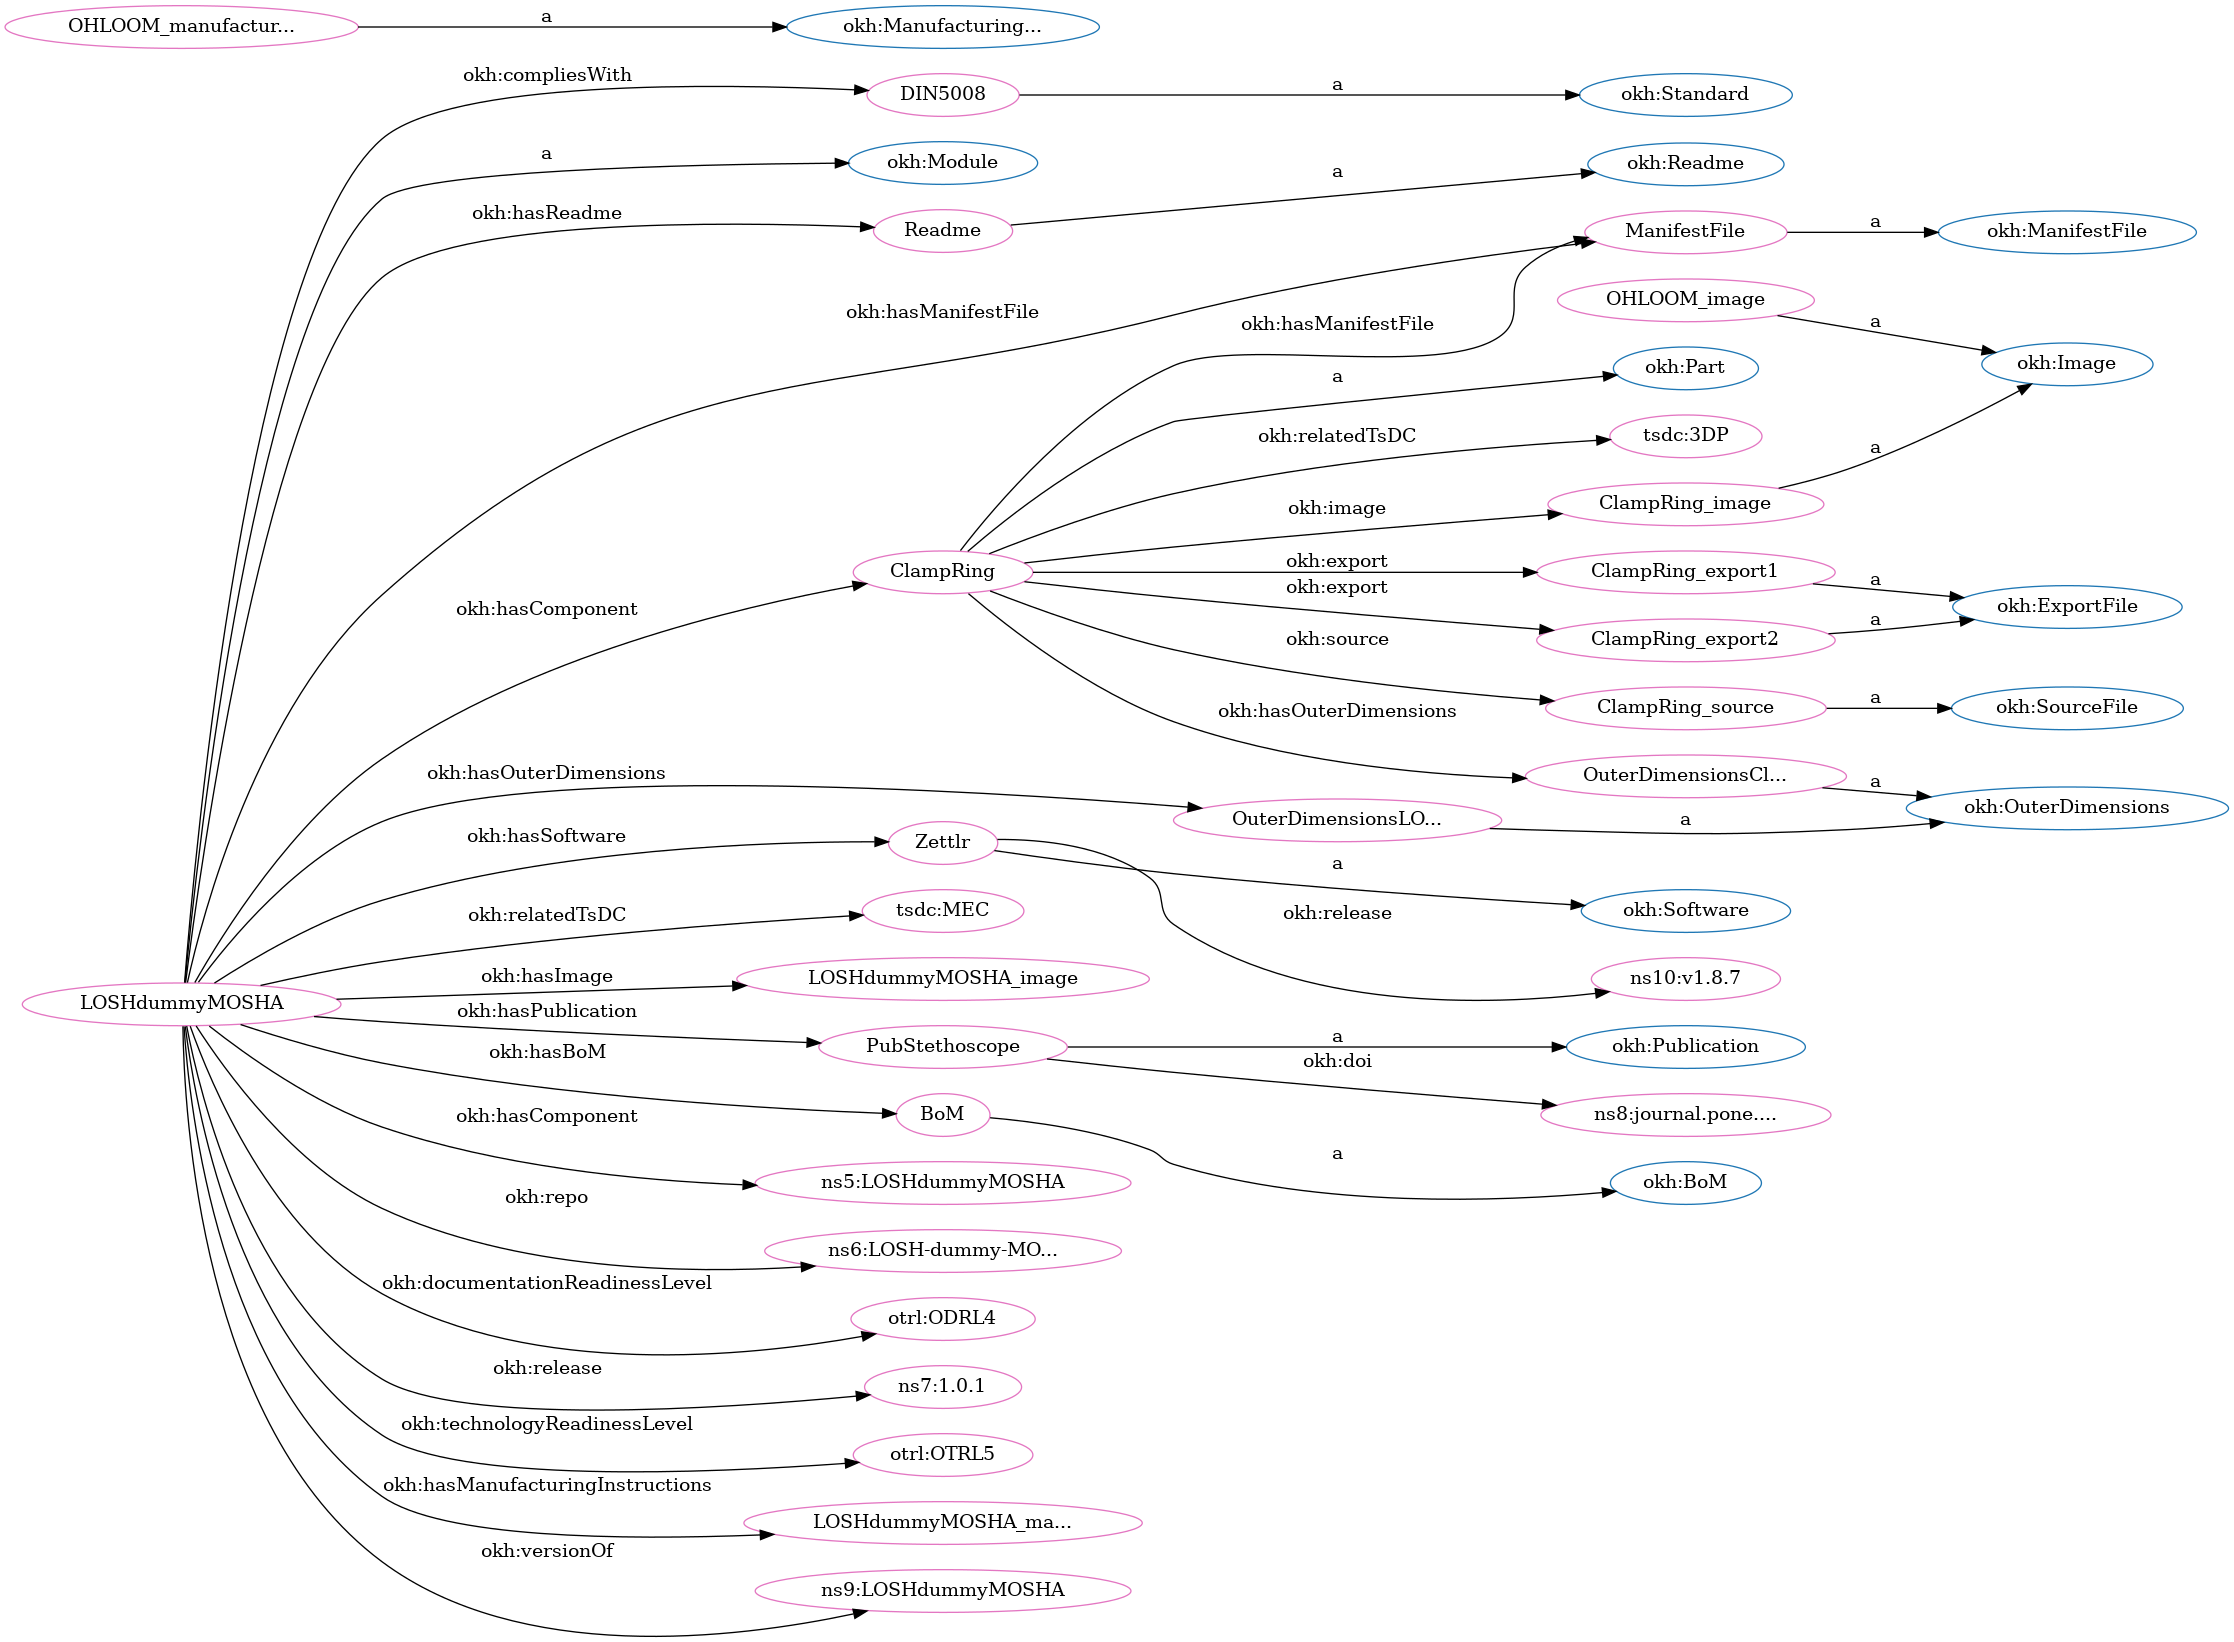 OHLOOM_manufactur...
a
okh:Manufacturing...
okh:compliesWith
DIN5008
a
okh:Standard
a
okh:Module
okh:hasReadme
Readme
a
okh:Readme
okh:hasManifestFile
okh:hasManifestFile
ManifestFile
a
okh:ManifestFile
OHLOOM_image
a
okh:Image
a
okh:Part
okh:relatedTsDC
tsdc:3DP
okh:image
ClampRing_image
a
okh:hasComponent
ClampRing
okh:export
ClampRing_export1
a
okh:ExportFile
okh:export
ClampRing_export2
a
okh:source
ClampRing_source
a
okh:SourceFile
okh:hasOuterDimensions
OuterDimensionsCl...
a
okh:OuterDimensions
okh:hasOuterDimensions
OuterDimensionsLO...
a
okh:hasSoftware
Zettlr
a
okh:Software
okh:release
ns10:v1.8.7
okh:relatedTsDC
tsdc:MEC
LOSHdummyMOSHA
okh:hasImage
LOSHdummyMOSHA_image
okh:hasPublication
PubStethoscope
a
okh:Publication
okh:doi
ns8:journal.pone....
okh:hasBoM
BoM
a
okh:BoM
okh:hasComponent
ns5:LOSHdummyMOSHA
okh:repo
ns6:LOSH-dummy-MO...
okh:documentationReadinessLevel
otrl:ODRL4
okh:release
ns7:1.0.1
okh:technologyReadinessLevel
otrl:OTRL5
okh:hasManufacturingInstructions
LOSHdummyMOSHA_ma...
okh:versionOf
ns9:LOSHdummyMOSHA